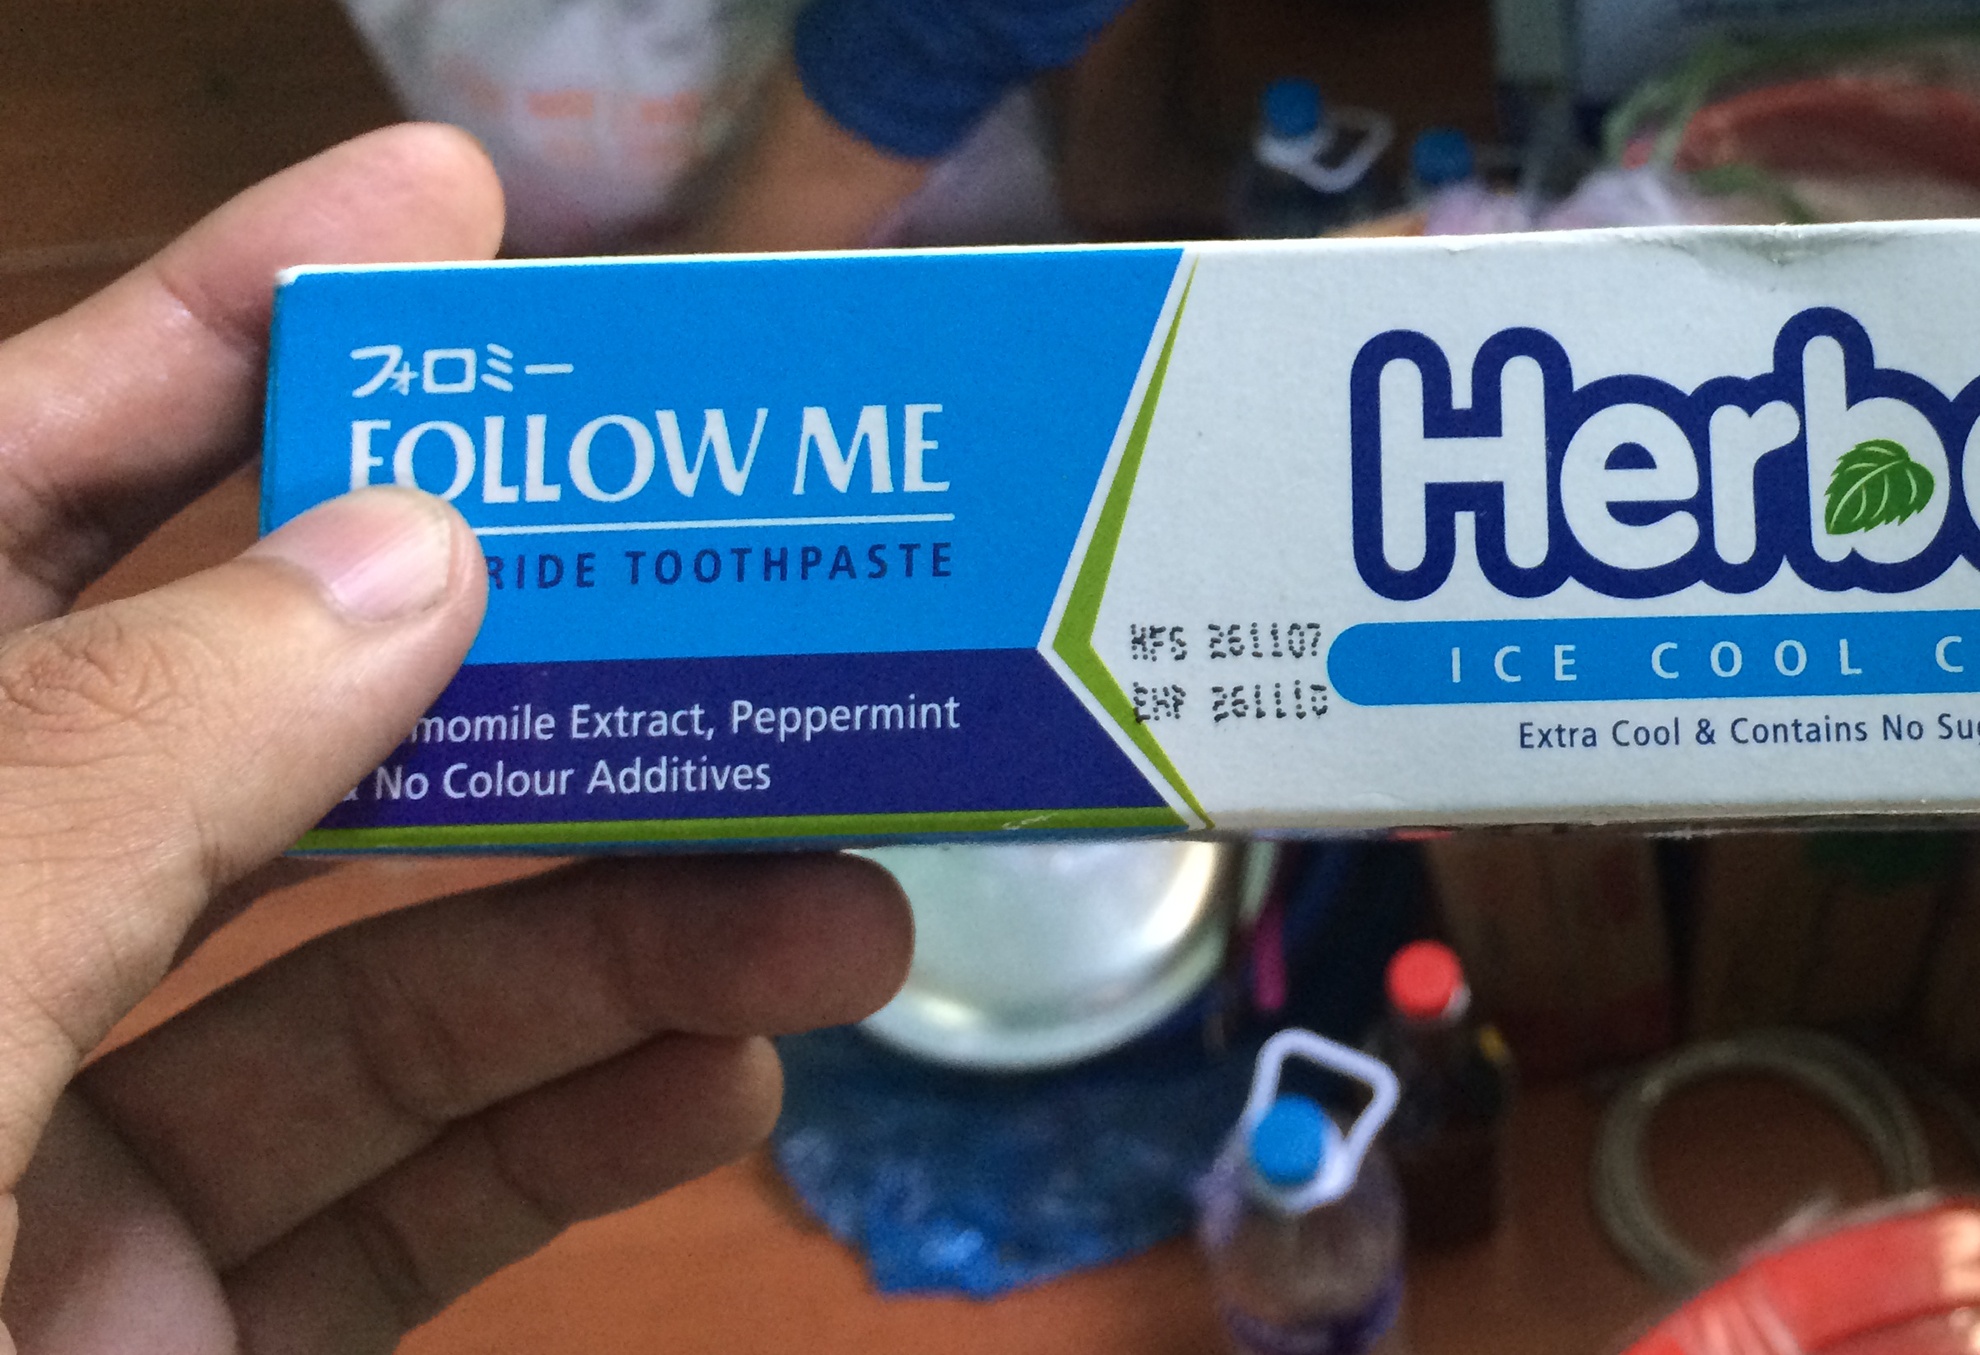 フォローミー
FOLLOW ME
RIDE TOOTHPASTE
momile Extract, Peppermint
& No Colour Additives
Herb
ICE COOL C
MFG 261107
EXP 261110
Extra Cool & Contains No Su